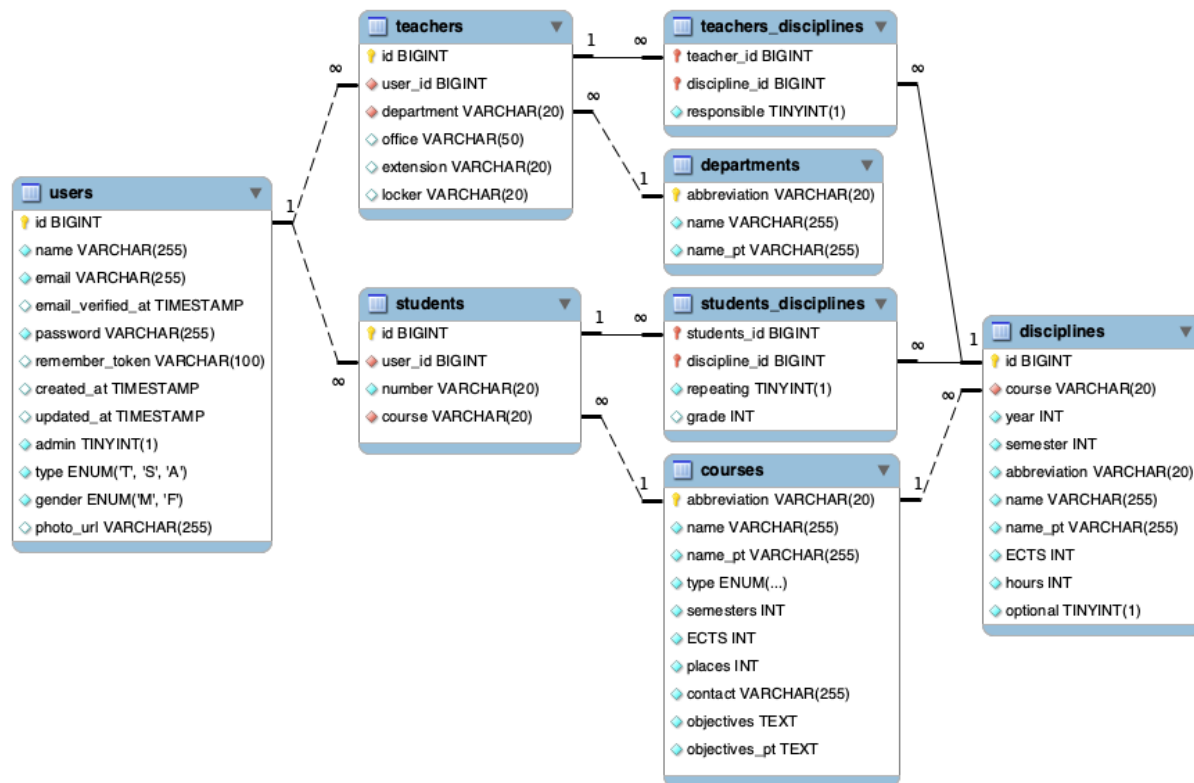 users
id BIGINT
name VARCHAR(255)
email VARCHAR(255)
email_verified_at TIMESTAMP
password VARCHAR(255)
remember_token VARCHAR(100)
created_at TIMESTAMP
updated_at TIMESTAMP
admin TINYINT(1)
type ENUM('T', 'S', 'A')
gender ENUM('M', 'F')
photo_url VARCHAR(255)
1
∞
∞
teachers
id BIGINT
user_id BIGINT
department VARCHAR(20)
office VARCHAR(50)
extension VARCHAR(20)
locker VARCHAR(20)
1
∞
∞
1
students
id BIGINT
user_id BIGINT
number VARCHAR(20)
course VARCHAR(20)
1
∞
∞
1
teachers_disciplines
teacher_id BIGINT
discipline_id BIGINT
responsible TINYINT(1)
∞
departments
abbreviation VARCHAR(20)
name VARCHAR(255)
name_pt VARCHAR(255)
students_disciplines
students_id BIGINT
discipline_id BIGINT
repeating TINYINT(1)
grade INT
∞
1
courses
abbreviation VARCHAR(20)
name VARCHAR(255)
name_pt VARCHAR(255)
type ENUM(...)
semesters INT
ECTS INT
places INT
contact VARCHAR(255)
objectives TEXT
objectives_pt TEXT
1
∞
disciplines
id BIGINT
course VARCHAR(20)
year INT
semester INT
abbreviation VARCHAR(20)
name VARCHAR(255)
name_pt VARCHAR(255)
ECTS INT
hours INT
optional TINYINT(1)